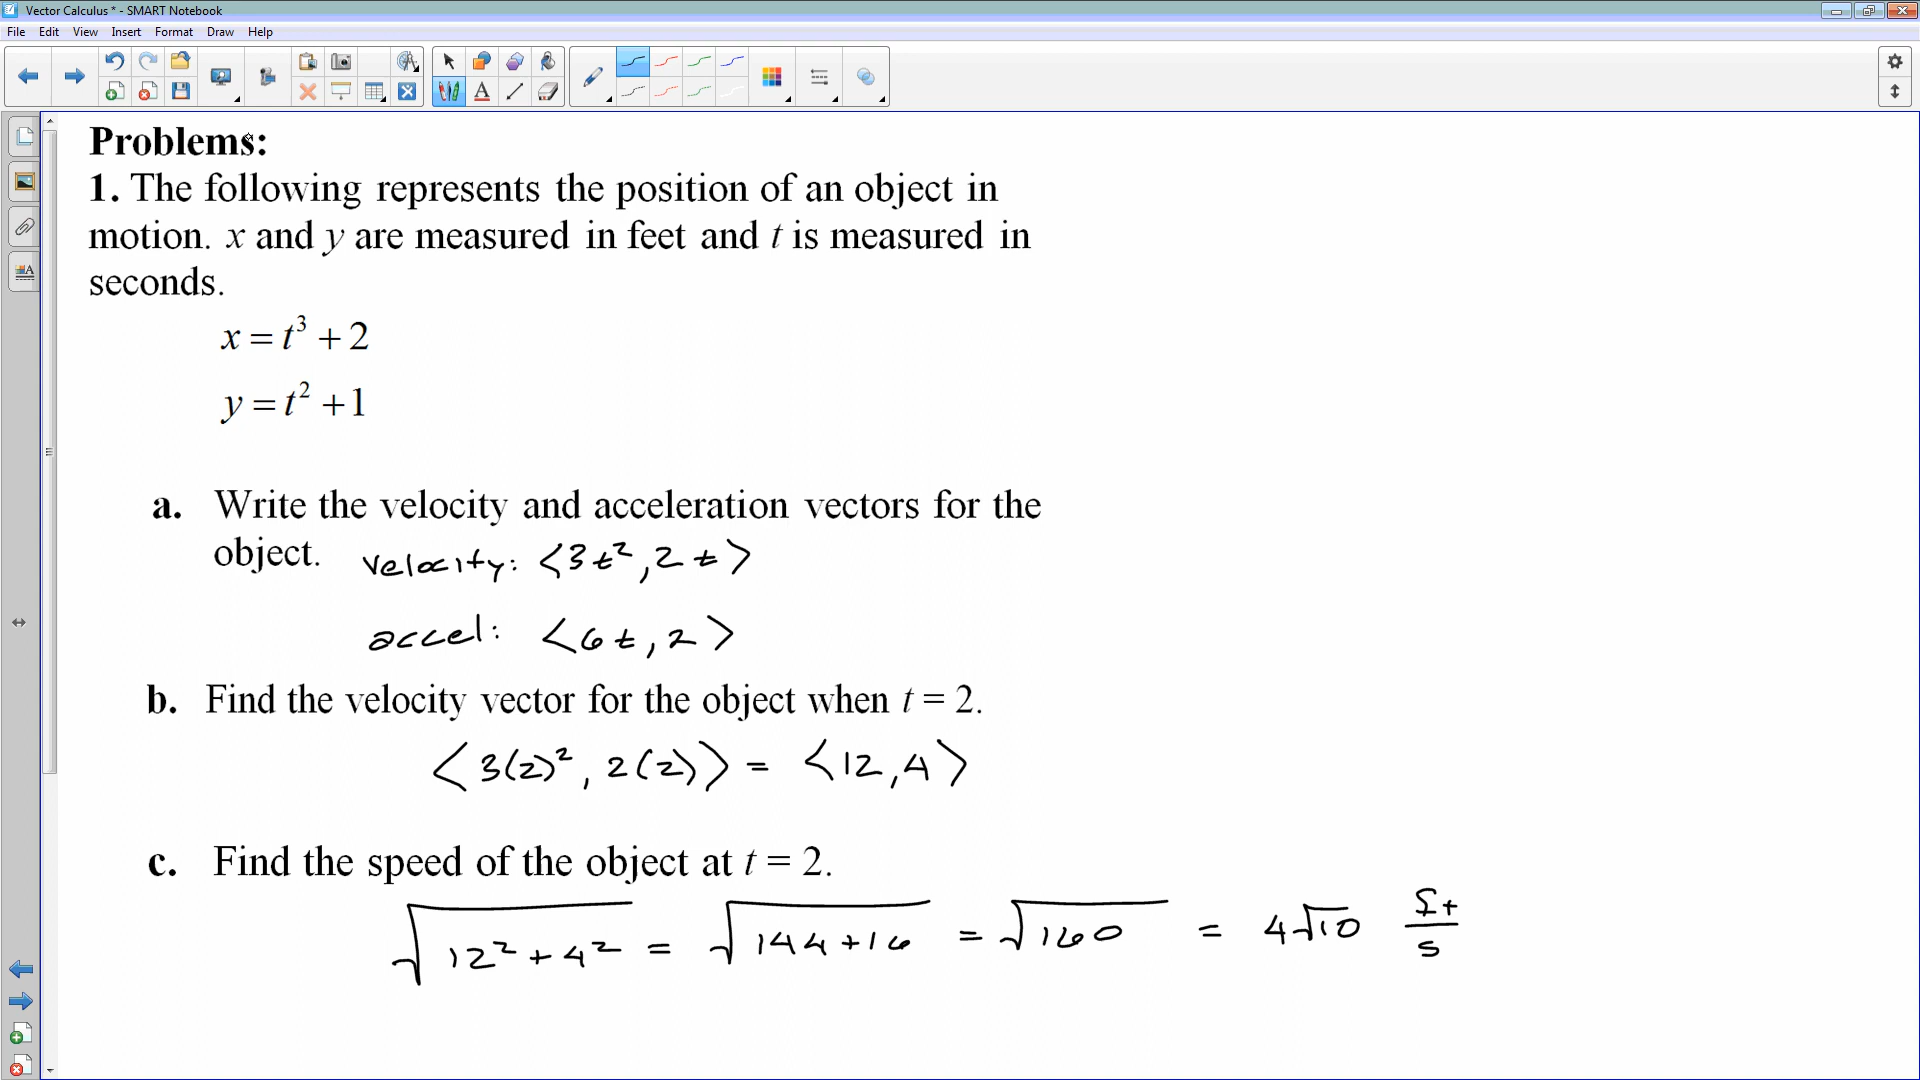 Vector Calculus * - SMART Notebook
File Edit View Insert Format Draw Help
Problems:
1. The following represents the position of an object in
motion. x and y are measured in feet and t is measured in
seconds.
x = t³ + 2
y = t² + 1
a. Write the velocity and acceleration vectors for the
object. velocity: <3t², 2t>
accel: <6t, 2>
b. Find the velocity vector for the object when t = 2.
<3(2)², 2(2)> = <12, 4>
c. Find the speed of the object at t = 2.
√(12² + 4²) = √(144 + 16) = √160 = 4√10 ft/s